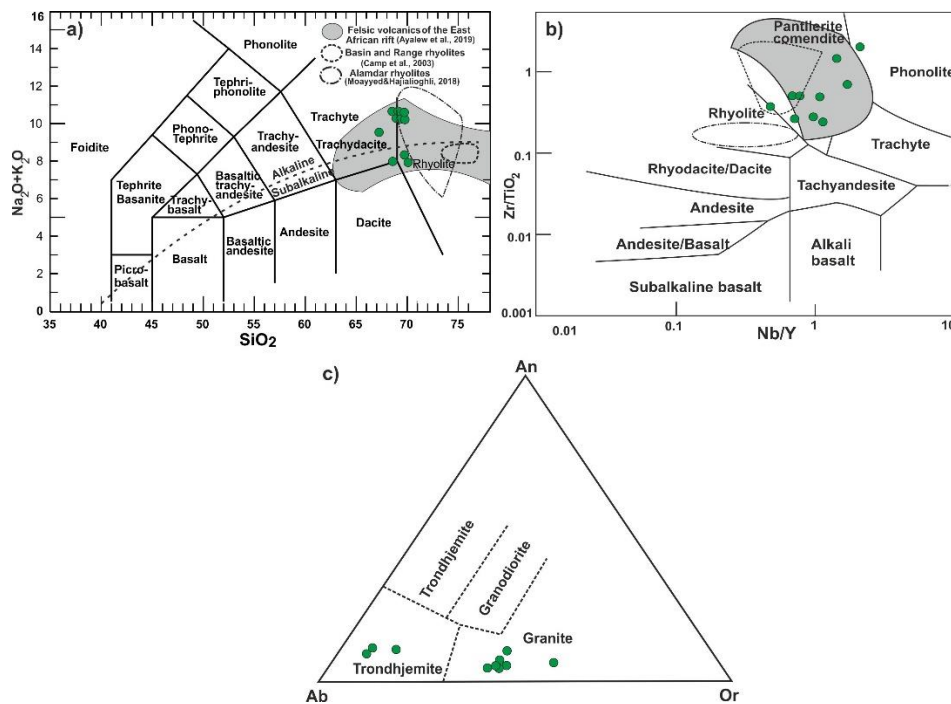 a)
16
14
12
10
8
6
4
2
0
Na2O+K2O
35
40
45
50
55
60
65
70
75
SiO2
Felsic volcanics of the East
African rift (Ayalew et al., 2019)
Basin and Range rhyolites
(Camp et al., 2003)
Alamdar rhyolites
(Moayyed&Hajialioghli, 2018)
Phonolite
Tephri-
phonolite
Foidite
Phono-
Tephrite
Trachy-
andesite
Trachyte
Trachydacite
Tephrite
Basanite
Trachy-
basalt
Basaltic
trachy-
andesite
Alkaline
Subalkaline
Rhyolite
Picro-
basalt
Basalt
Basaltic
andesite
Andesite
Dacite
b)
Zr/TiO2
1
0.1
0.01
0.001
0.01
0.1
1
10
Nb/Y
Pantllerite
comendite
Phonolite
Rhyolite
Trachyte
Rhyodacite/Dacite
Tachyandesite
Andesite
Andesite/Basalt
Alkali
basalt
Subalkaline basalt
c)
An
Trondhjemite
Granodiorite
Granite
Trondhjemite
Ab
Or